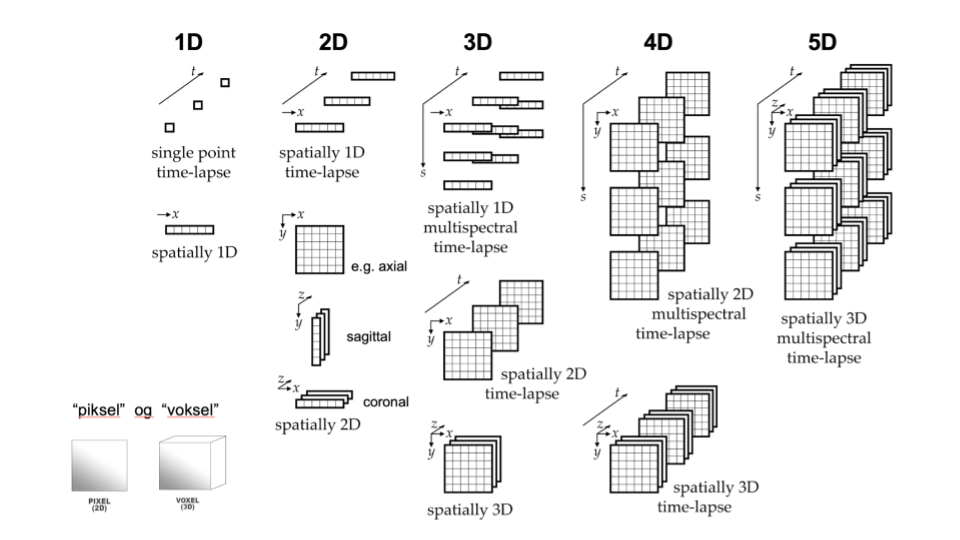 1D
t
single point
time-lapse
x
spatially 1D
2D
t
x
spatially 1D
time-lapse
x
y
e.g. axial
z
y
sagittal
z
x
coronal
spatially 2D
3D
t
s
spatially 1D
multispectral
time-lapse
t
x
y
spatially 2D
time-lapse
z
x
y
spatially 3D
4D
t
x
y
s
spatially 2D
multispectral
time-lapse
t
z
x
y
spatially 3D
time-lapse
5D
t
z
x
y
s
spatially 3D
multispectral
time-lapse
“piksel” og “voksel”
PIXEL
(2D)
VOXEL
(3D)